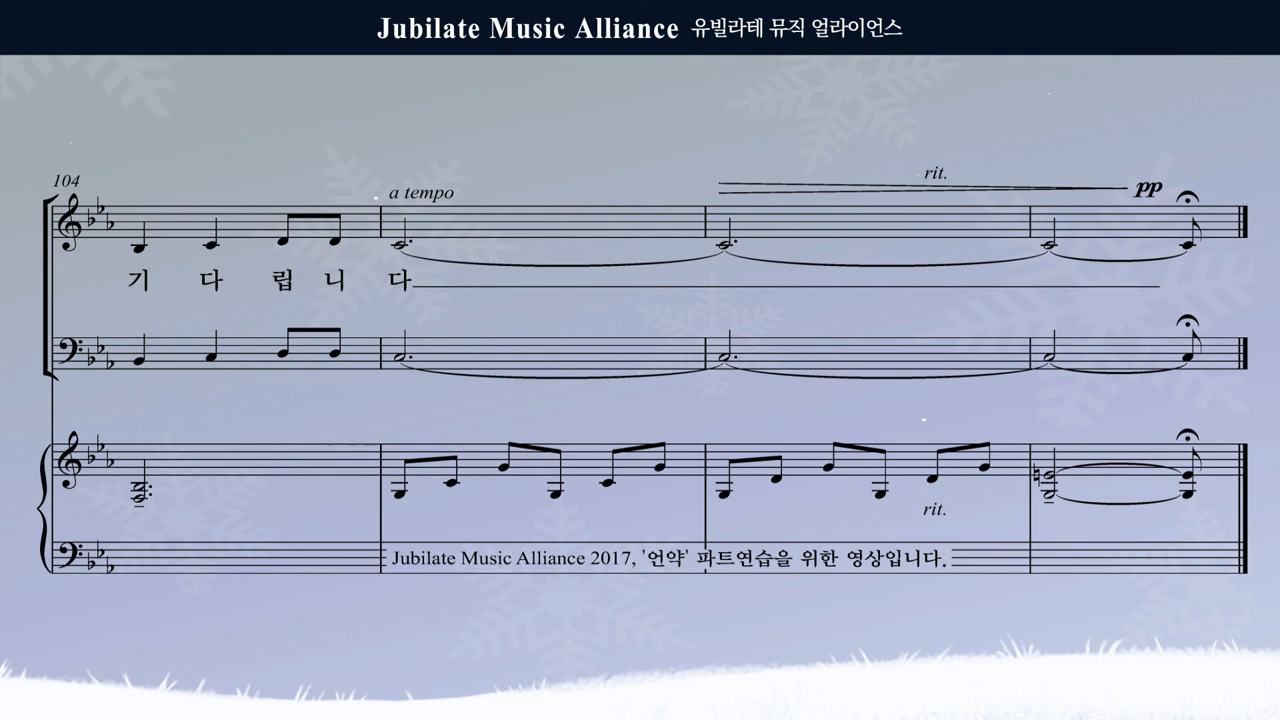 Jubilate Music Alliance 유빌라테 뮤직 얼라이언스
104
a tempo
rit.
pp
기 다 립 니 다
rit.
Jubilate Music Alliance 2017, '언약' 파트연습을 위한 영상입니다.